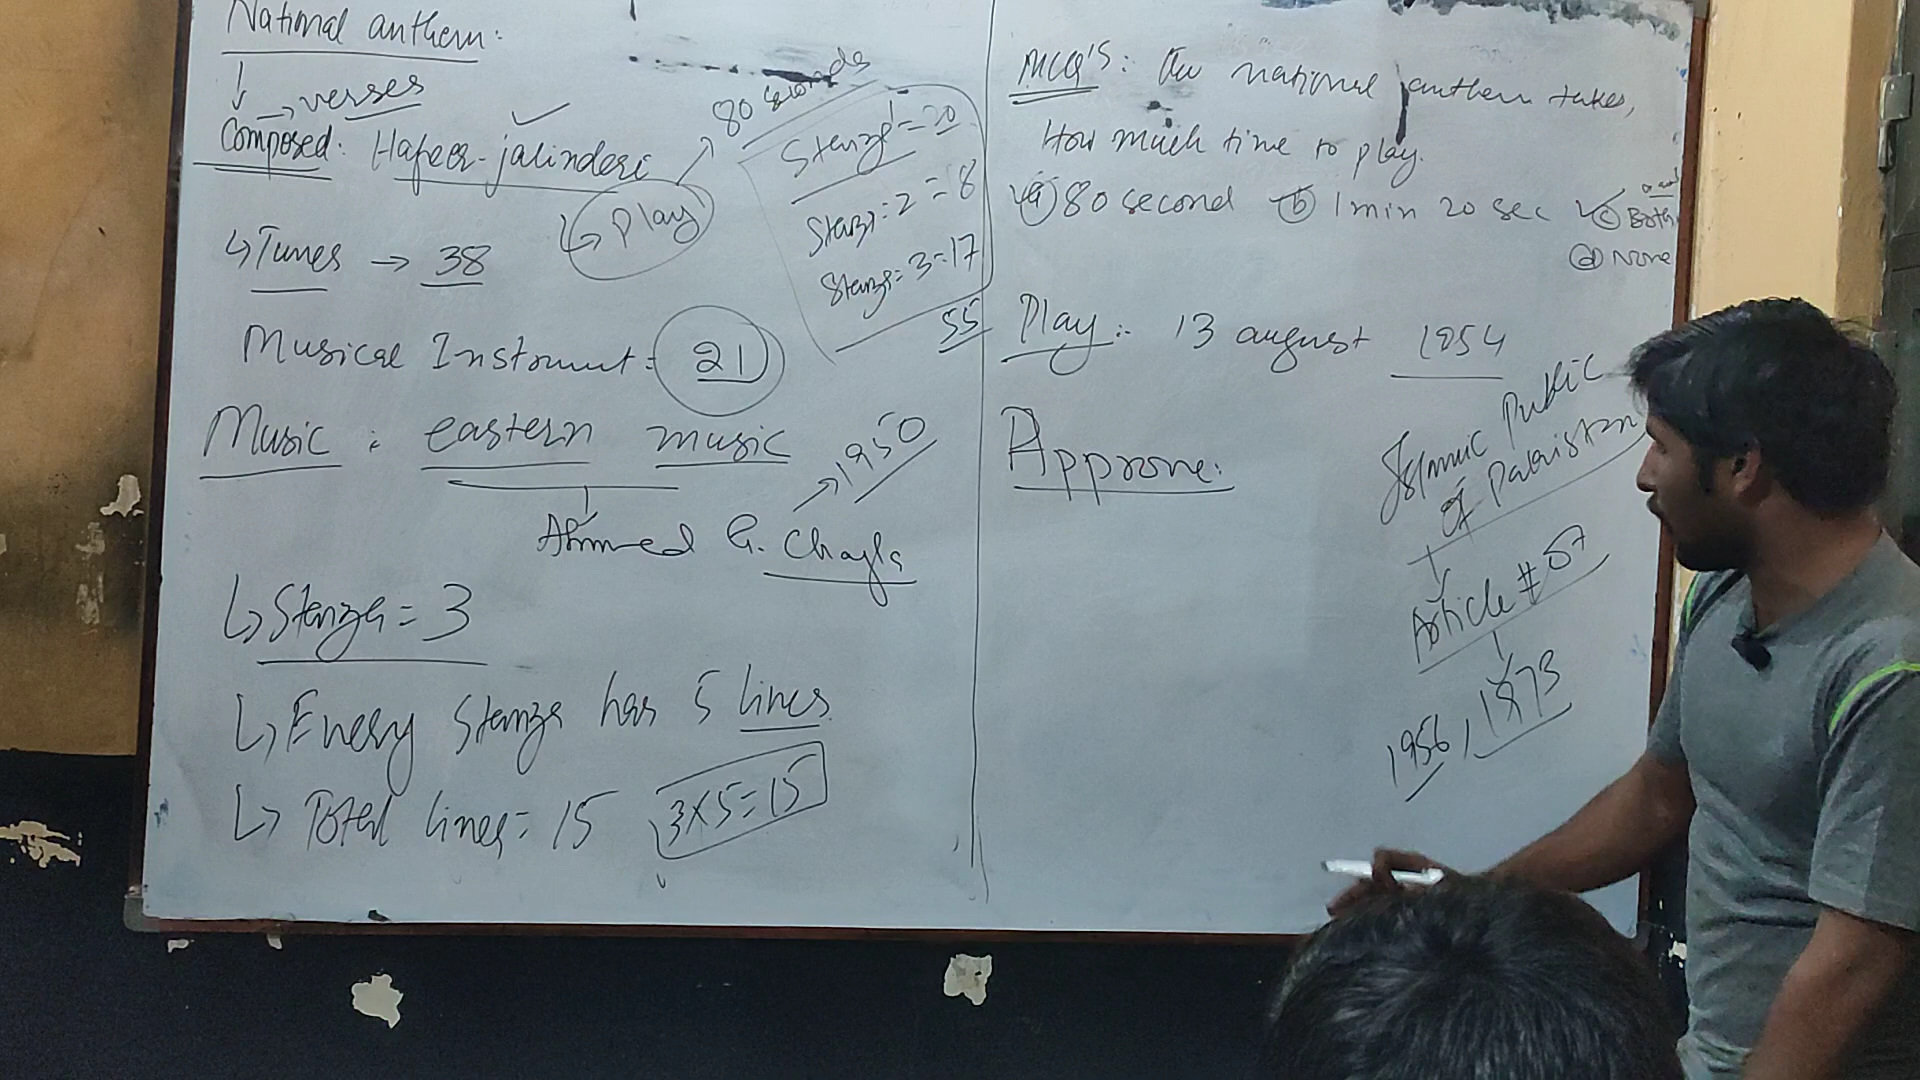 National anthem:
→ verses
Composed: Hafeez-jalinderi
↳ Tunes → 38
↳ Play
80 seconds
Stanza 1 = 20
Stanza: 2 = 18
Stanza = 3 = 17
55
Musical Instrument = 21
Music : eastern music
Ahmed G. Chagla
→ 1950
↳ Stanza = 3
↳ Every Stanza has 5 lines
↳ Total lines = 15 3x5=15
MCQ'S: the national anthem takes,
How much time to play.
(a) 80 second (b) 1 min 20 sec (c) Both
(d) None
Play :- 13 august 1954
Approve:
Islamic Public
of Pakistan
Article #
1956, 1973